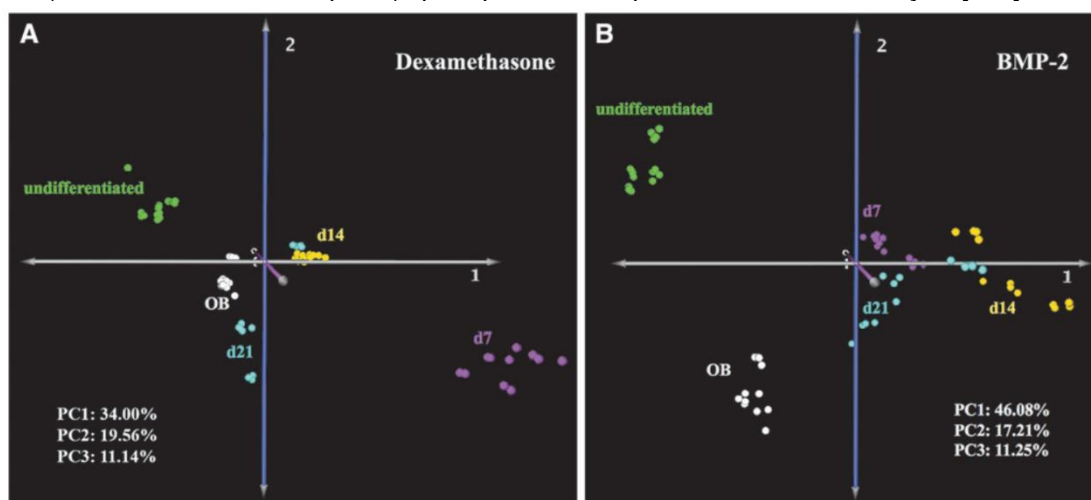 A
2
Dexamethasone
undifferentiated
d14
1
OB
d21
d7
PC1: 34.00%
PC2: 19.56%
PC3: 11.14%
B
2
BMP-2
undifferentiated
d7
1
d21
d14
OB
PC1: 46.08%
PC2: 17.21%
PC3: 11.25%